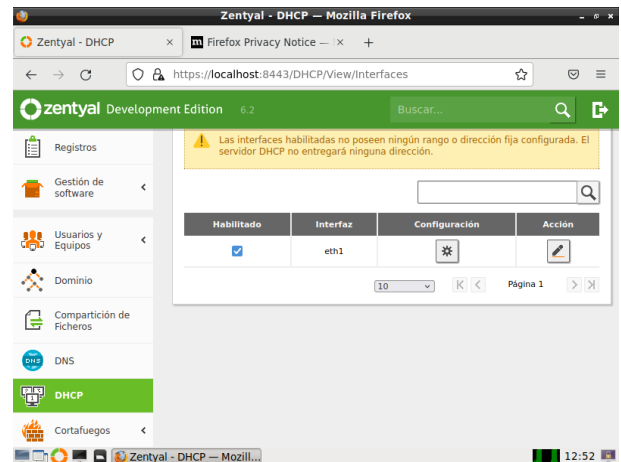 Zentyal - DHCP — Mozilla Firefox
Zentyal - DHCP
Firefox Privacy Notice —
https://localhost:8443/DHCP/View/Interfaces
zentyal Development Edition 6.2
Buscar...
Registros
Gestión de
software
Usuarios y
Equipos
Dominio
Compartición de
Ficheros
DNS
DNS
DHCP
Cortafuegos
Las interfaces habilitadas no poseen ningún rango o dirección fija configurada. El
servidor DHCP no entregará ninguna dirección.
Habilitado Interfaz Configuración Acción
eth1
10 Página 1
Zentyal - DHCP — Mozill...
12:52